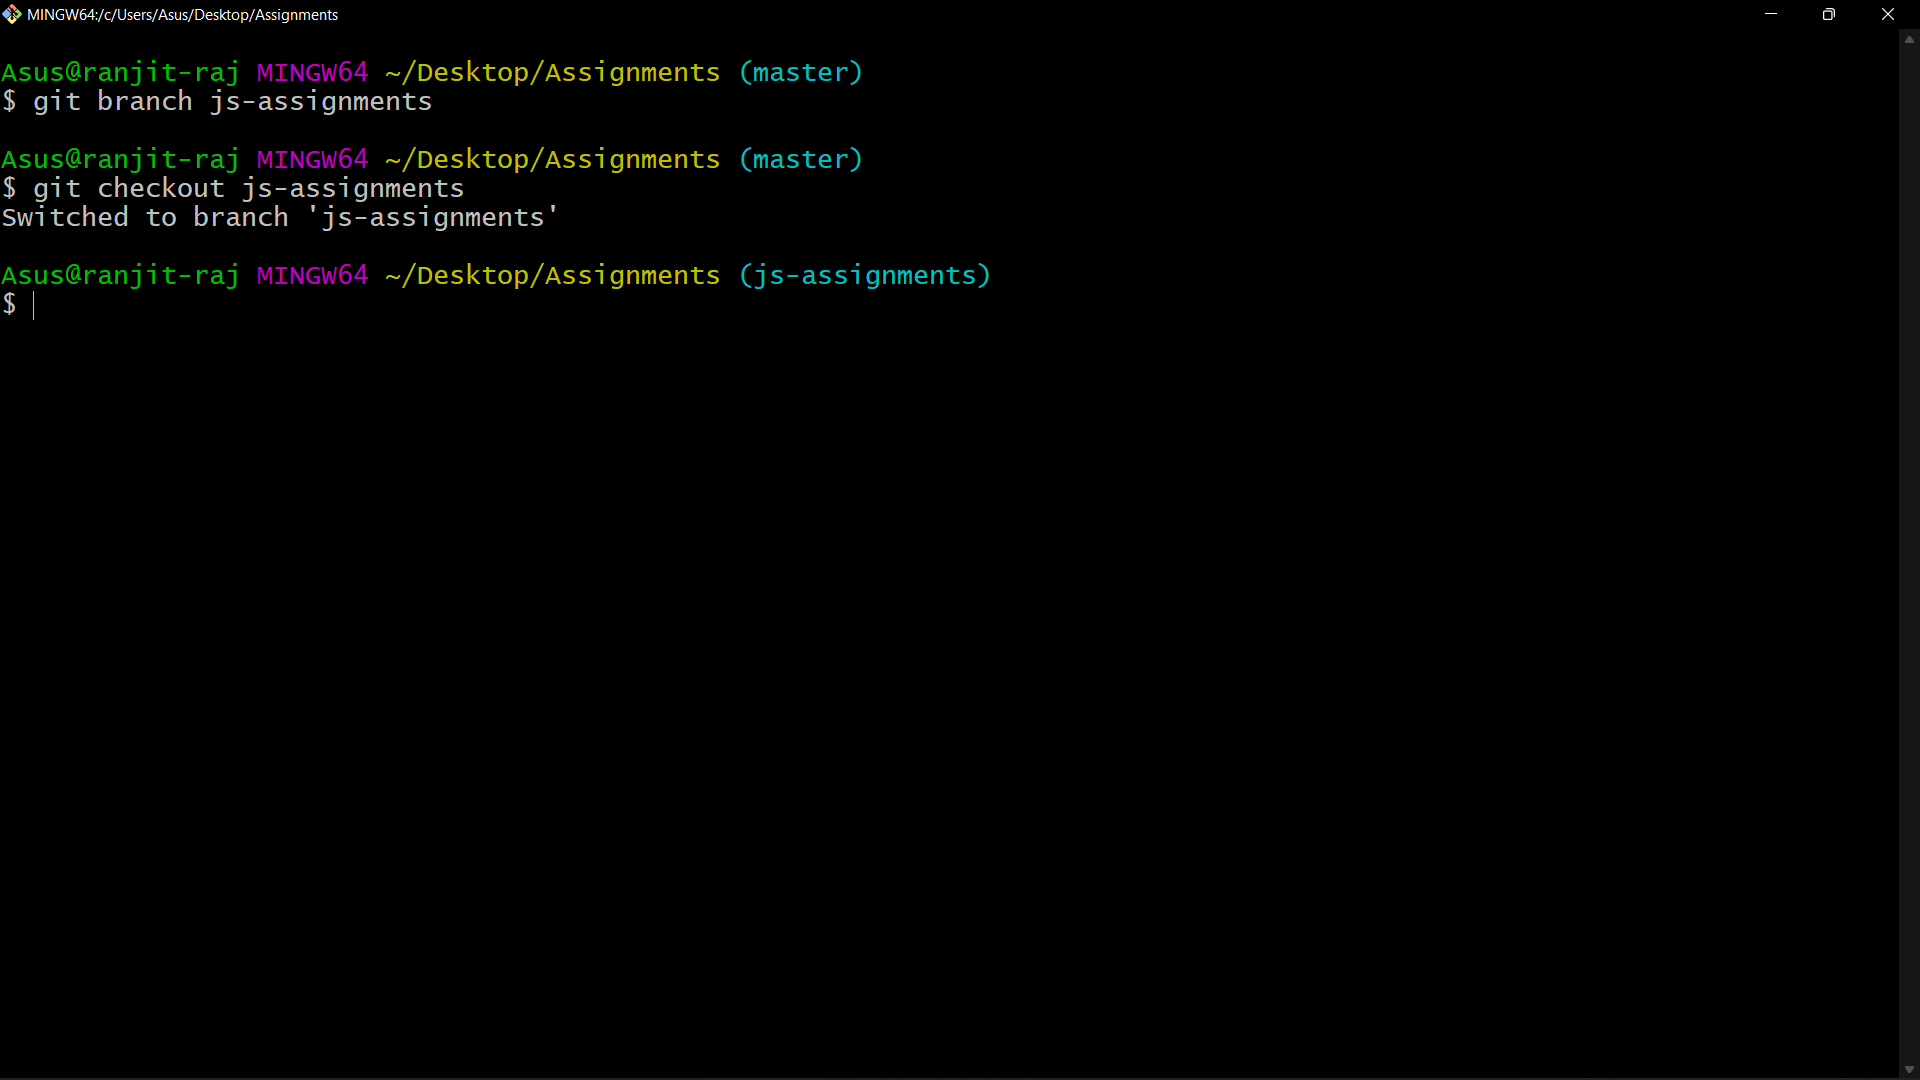 MINGW64:/c/Users/Asus/Desktop/Assignments
Asus@ranjit-raj MINGW64 ~/Desktop/Assignments (master)
$ git branch js-assignments
Asus@ranjit-raj MINGW64 ~/Desktop/Assignments (master)
$ git checkout js-assignments
Switched to branch 'js-assignments'
Asus@ranjit-raj MINGW64 ~/Desktop/Assignments (js-assignments)
$